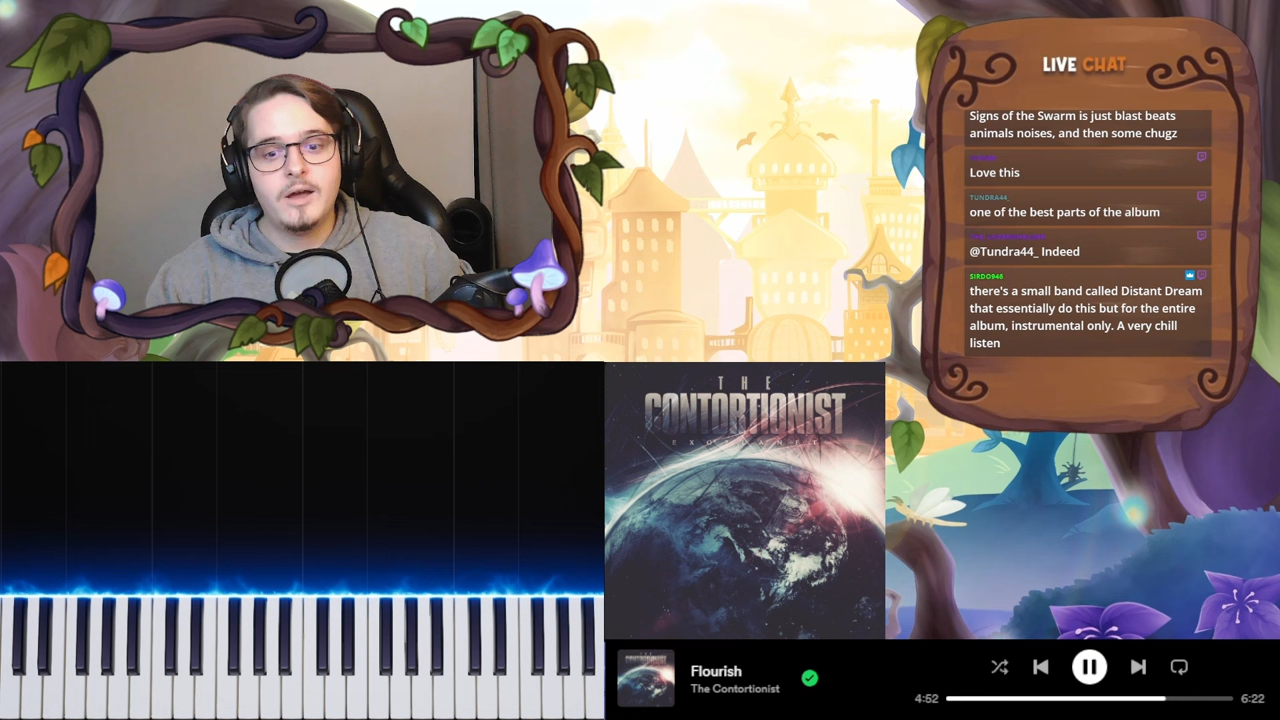 LIVE CHAT
Signs of the Swarm is just blast beats
animals noises, and then some chugz
Love this
TUNDRA44_
one of the best parts of the album
@Tundra44_ Indeed
SIRDO946
there's a small band called Distant Dream
that essentially do this but for the entire
album, instrumental only. A very chill
listen
THE
CONTORTIONIST
EXOPLANET
Flourish
The Contortionist
4:52
6:22